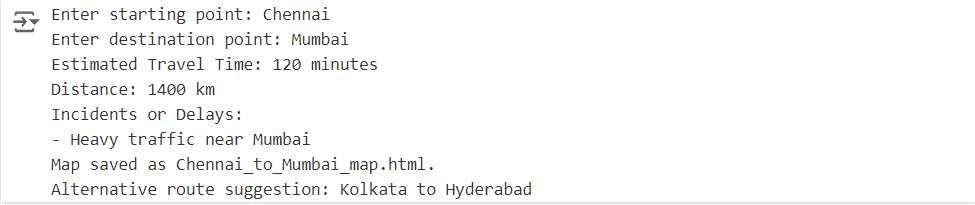 Enter starting point: Chennai
Enter destination point: Mumbai
Estimated Travel Time: 120 minutes
Distance: 1400 km
Incidents or Delays:
- Heavy traffic near Mumbai
Map saved as Chennai_to_Mumbai_map.html.
Alternative route suggestion: Kolkata to Hyderabad